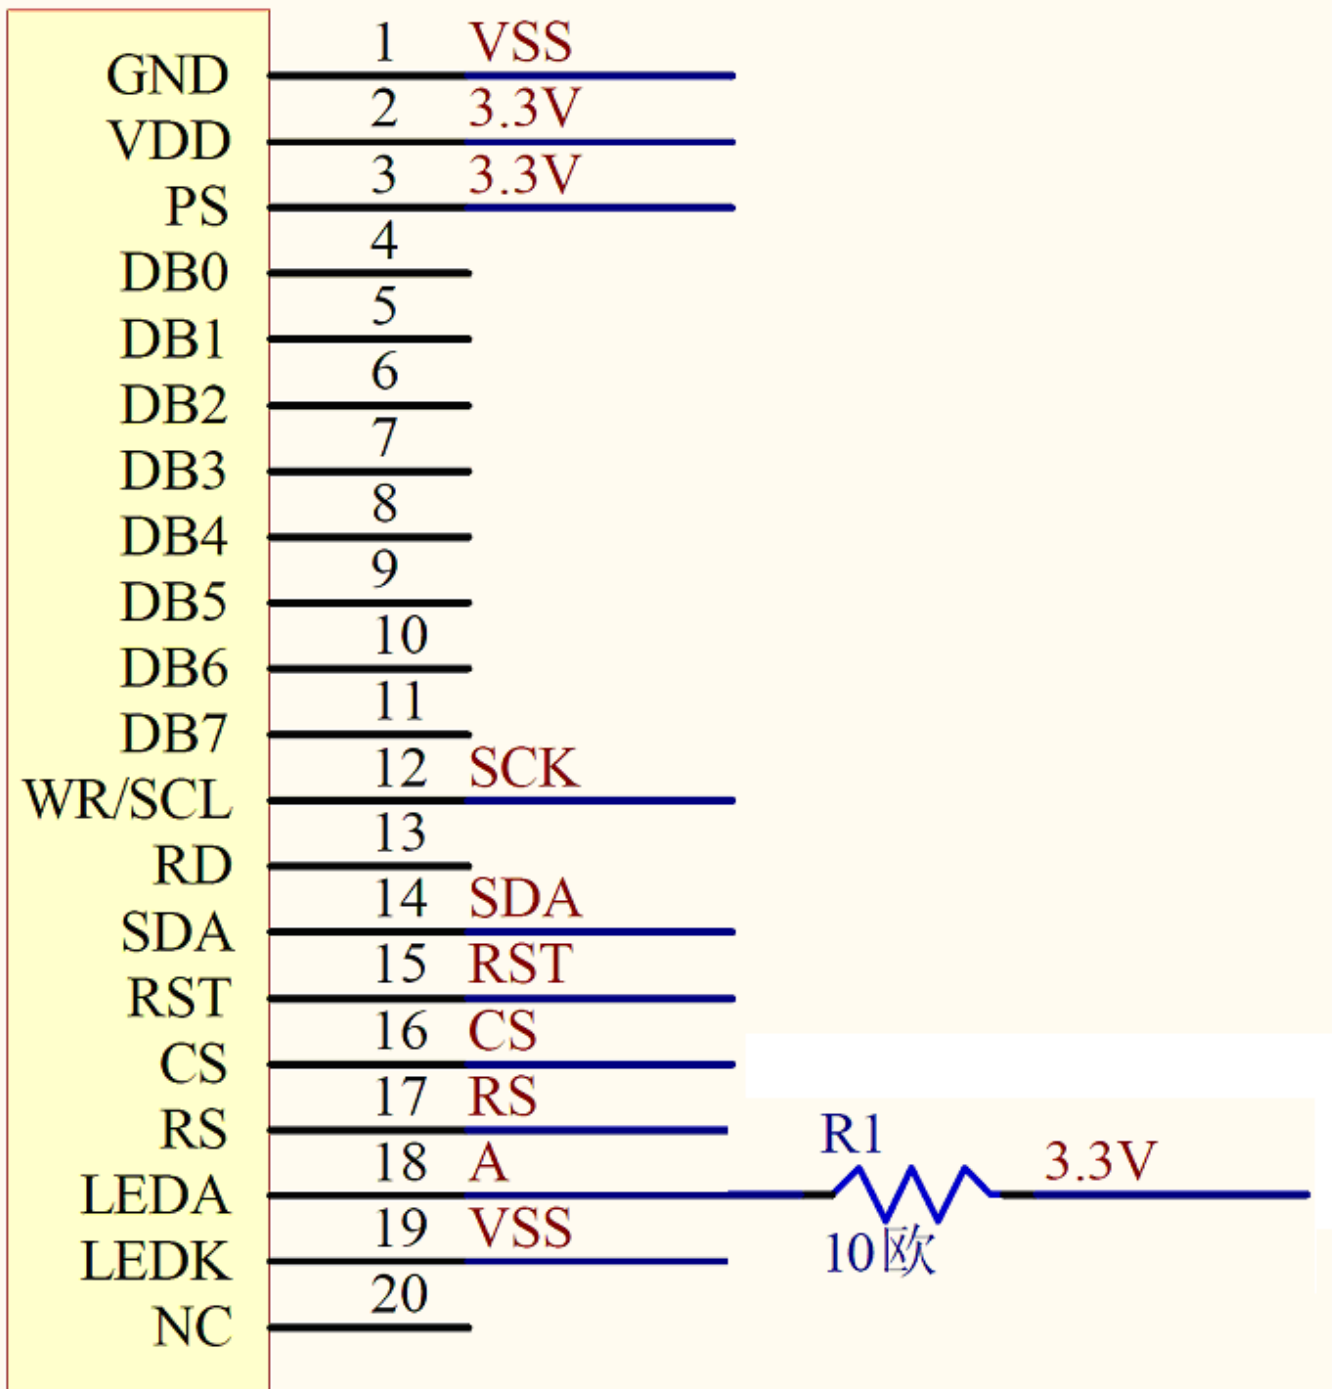 1 VSS
GND
2 3.3V
VDD
3 3.3V
PS
4
DB0
5
DB1
6
DB2
7
DB3
8
DB4
9
DB5
10
DB6
11
DB7
12 SCK
WR/SCL
13
RD
14 SDA
SDA
15 RST
RST
16 CS
CS
17 RS
RS
R1
18 A
3.3V
LEDA
19 VSS
10欧
LEDK
20
NC